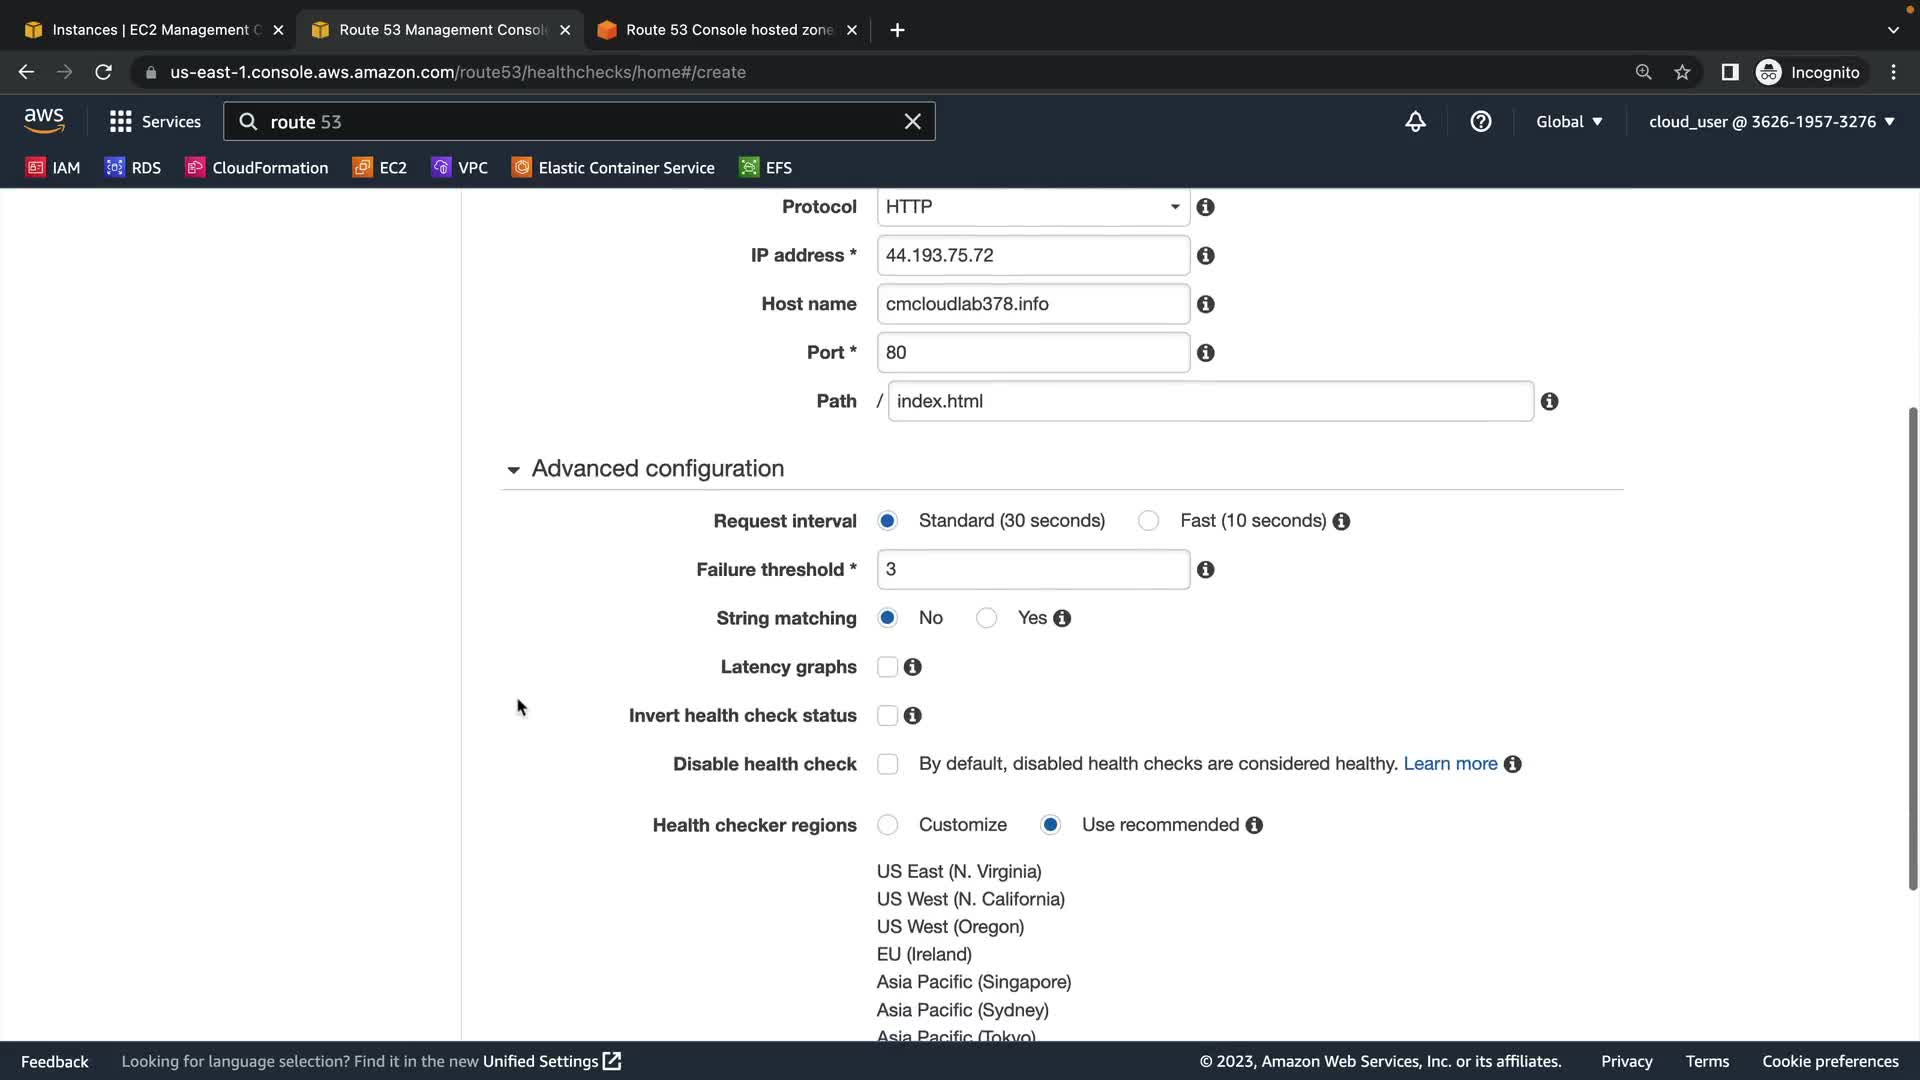 Instances | EC2 Management C
Route 53 Management Consol
Route 53 Console hosted zone
us-east-1.console.aws.amazon.com/route53/healthchecks/home#/create
Incognito
aws
Services
route 53
Global
cloud_user @ 3626-1957-3276
IAM
RDS
CloudFormation
EC2
VPC
Elastic Container Service
EFS
Protocol HTTP
IP address * 44.193.75.72
Host name cmcloudlab378.info
Port * 80
Path / index.html
Advanced configuration
Request interval Standard (30 seconds) Fast (10 seconds)
Failure threshold * 3
String matching No Yes
Latency graphs
Invert health check status
Disable health check By default, disabled health checks are considered healthy. Learn more
Health checker regions Customize Use recommended
US East (N. Virginia)
US West (N. California)
US West (Oregon)
EU (Ireland)
Asia Pacific (Singapore)
Asia Pacific (Sydney)
Asia Pacific (Tokyo)
Feedback Looking for language selection? Find it in the new Unified Settings © 2023, Amazon Web Services, Inc. or its affiliates. Privacy Terms Cookie preferences